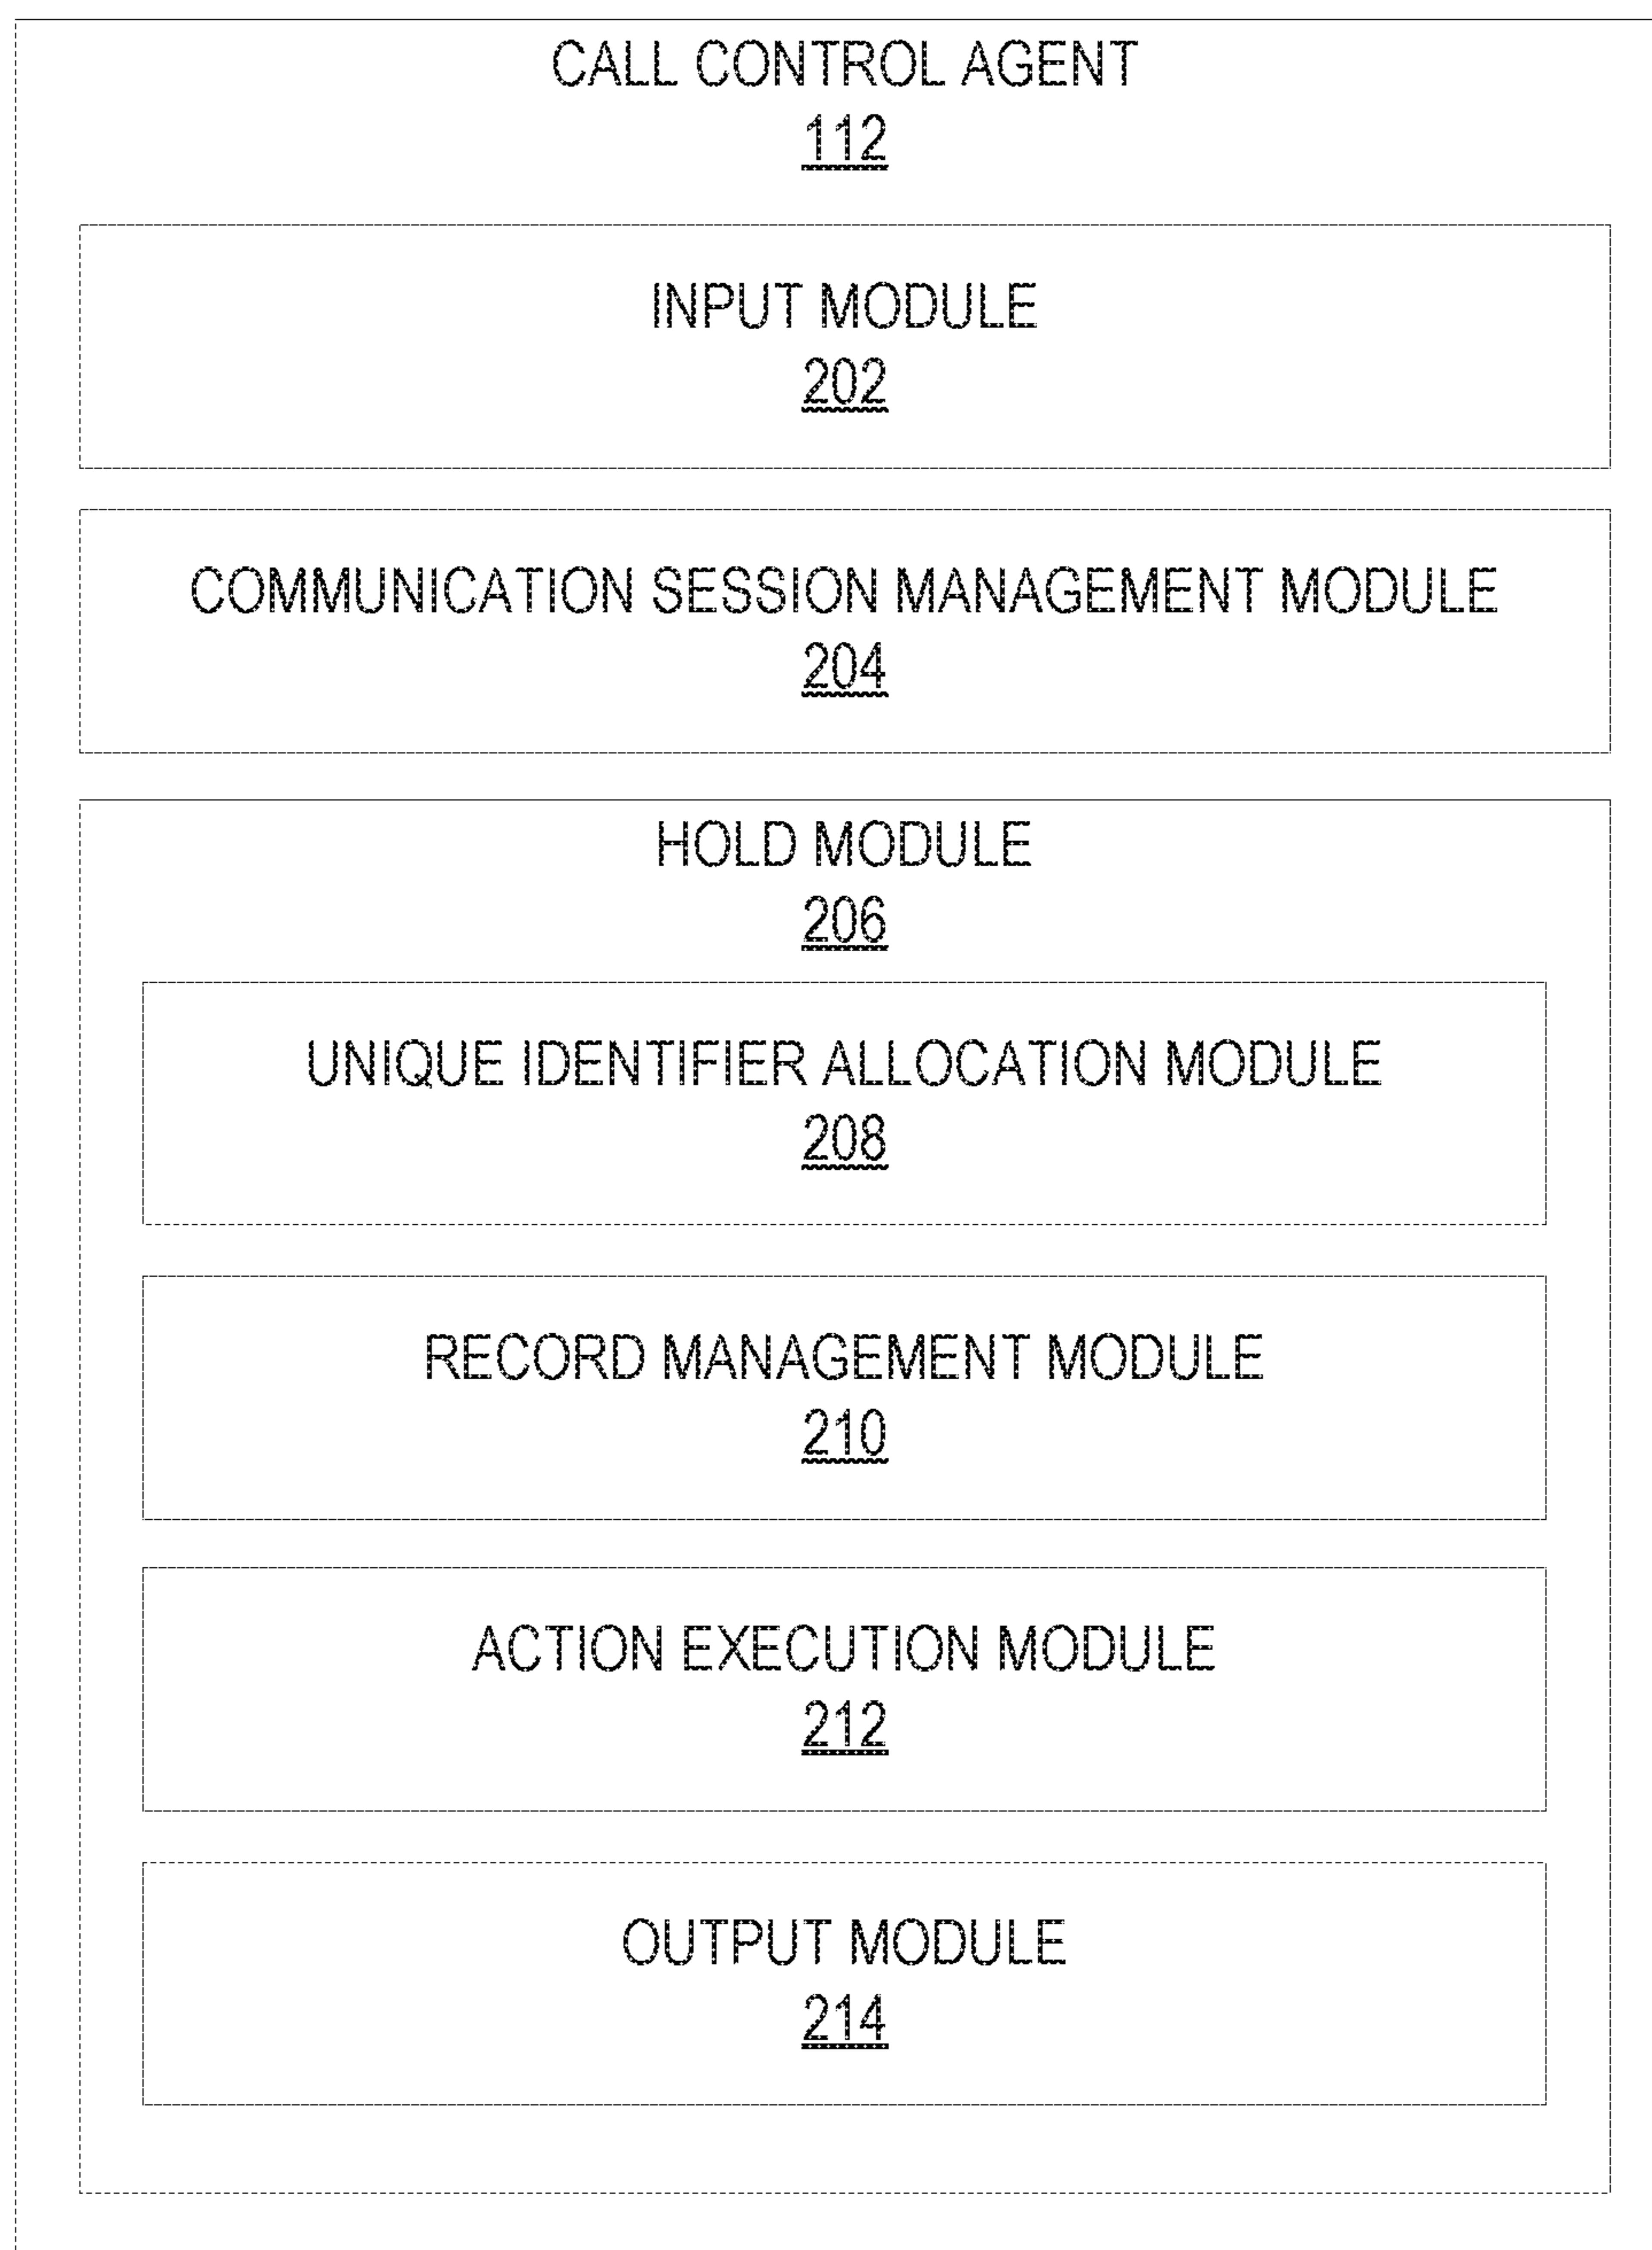 CALL CONTROL AGENT
112
INPUT MODULE
202
COMMUNICATION SESSION MANAGEMENT MODULE
204
HOLD MODULE
206
UNIQUE IDENTIFIER ALLOCATION MODULE
208
RECORD MANAGEMENT MODULE
210
ACTION EXECUTION MODULE
212
OUTPUT MODULE
214